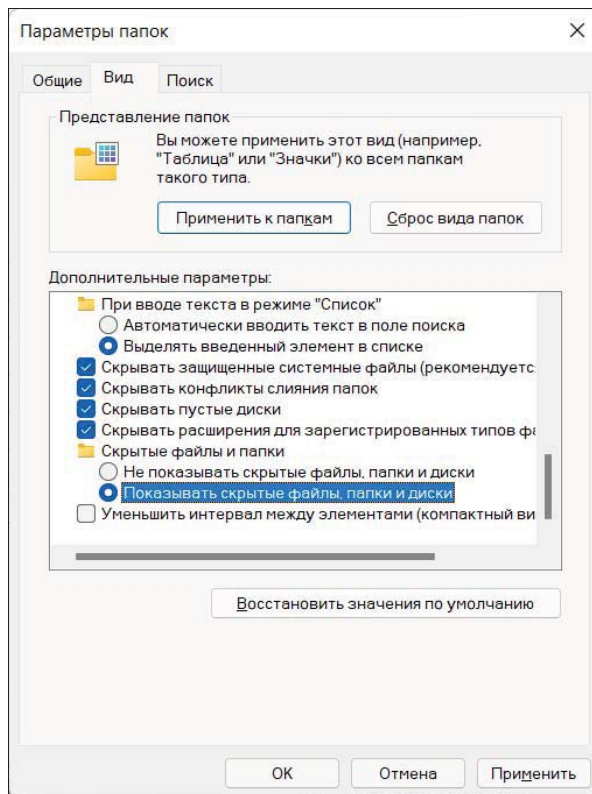 Параметры папок
Общие
Вид
Поиск
Представление папок
Вы можете применить этот вид (например,
"Таблица" или "Значки") ко всем папкам
такого типа.
Применить к папкам
Сброс вида папок
Дополнительные параметры:
При вводе текста в режиме "Список"
Автоматически вводить текст в поле поиска
Выделять введенный элемент в списке
Скрывать защищенные системные файлы (рекомендуетс
Скрывать конфликты слияния папок
Скрывать пустые диски
Скрывать расширения для зарегистрированных типов фа
Скрытые файлы и папки
Не показывать скрытые файлы, папки и диски
Показывать скрытые файлы, папки и диски
Уменьшить интервал между элементами (компактный ви
Восстановить значения по умолчанию
ОК
Отмена
Применить